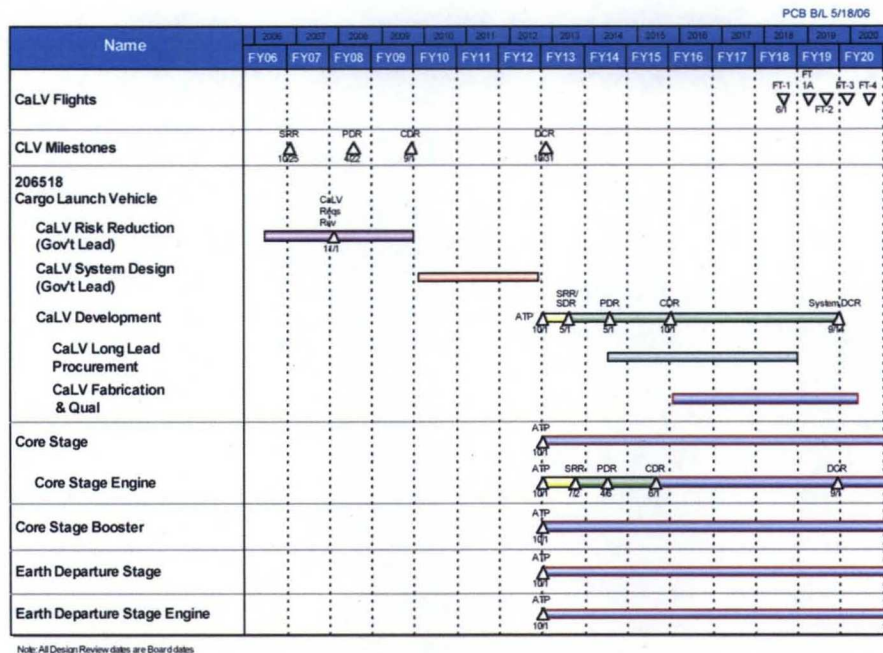 PCB B/L 5/18/06
Name
2006 2007 2008 2009 2010 2011 2012 2013 2014 2015 2016 2017 2018 2019 2020
FY06 FY07 FY08 FY09 FY10 FY11 FY12 FY13 FY14 FY15 FY16 FY17 FY18 FY19 FY20
CaLV Flights
FT-1
6/1
FT
1A
FT-2
FT-3
FT-4
CLV Milestones
SRR PDR CDR DCR
10/25 4/22 9/1 10/31
206518
Cargo Launch Vehicle
CaLV Risk Reduction
(Gov't Lead)
CaLV
Reqs
Rev
CaLV System Design
(Gov't Lead)
CaLV Development
ATP
SRR/
SDR
PDR CDR System DCR
10/1 5/1 5/1 10/1
CaLV Long Lead
Procurement
CaLV Fabrication
& Qual
Core Stage
ATP
10/1
Core Stage Engine
ATP SRR PDR CDR DCR
10/1 7/2 4/6 6/1 9/1
Core Stage Booster
ATP
10/1
Earth Departure Stage
ATP
10/1
Earth Departure Stage Engine
ATP
10/1
Note: All Design Review dates are Board dates